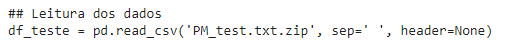 ## Leitura dos dados
df_teste = pd.read_csv('PM_test.txt.zip', sep=' ', header=None)